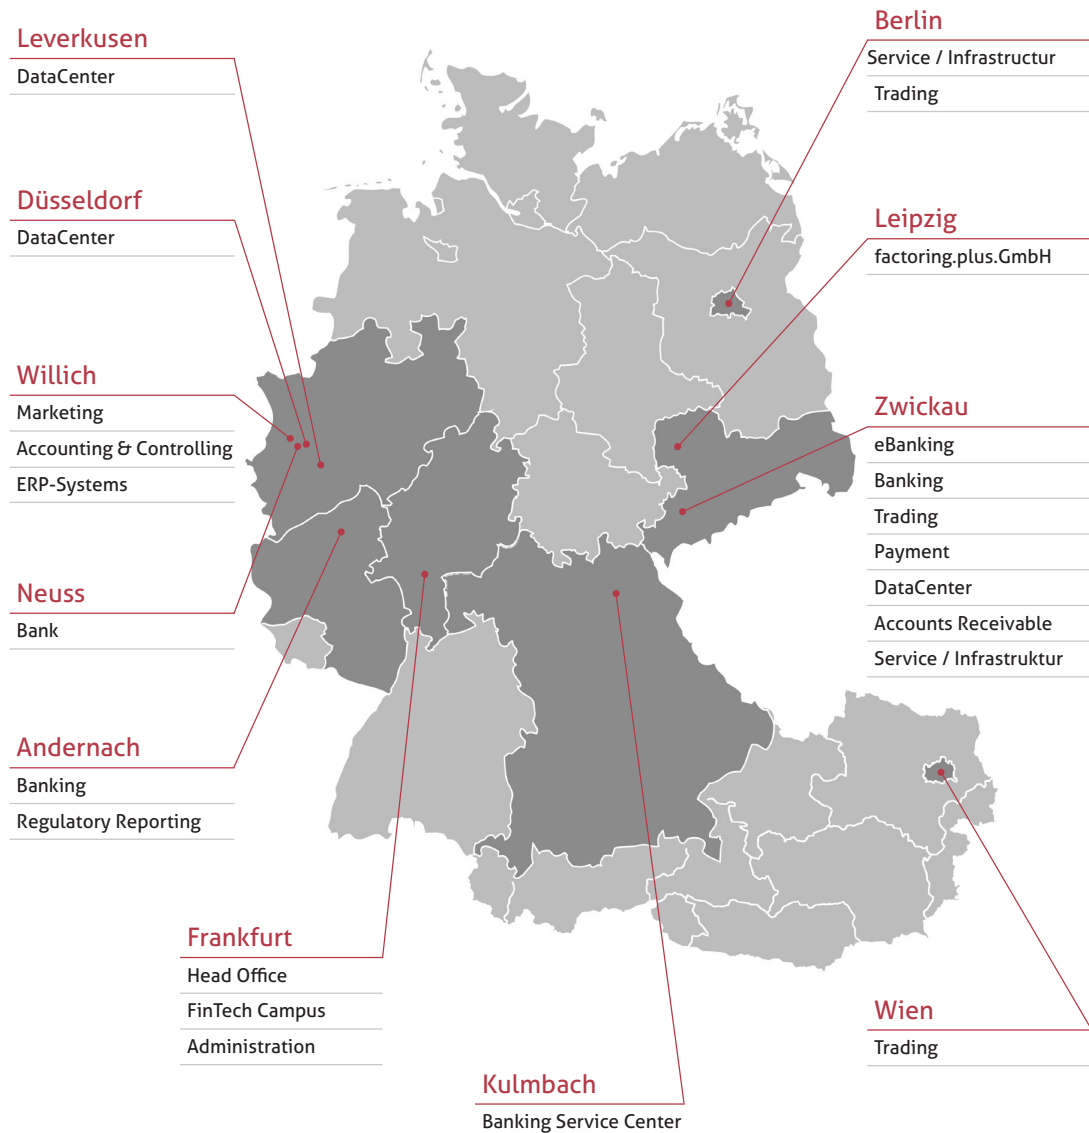 Leverkusen
DataCenter
Düsseldorf
DataCenter
Willich
Marketing
Accounting & Controlling
ERP-Systems
Neuss
Bank
Andernach
Banking
Regulatory Reporting
Frankfurt
Head Office
FinTech Campus
Administration
Kulmbach
Banking Service Center
Berlin
Service / Infrastructur
Trading
Leipzig
factoring.plus.GmbH
Zwickau
eBanking
Banking
Trading
Payment
DataCenter
Accounts Receivable
Service / Infrastruktur
Wien
Trading